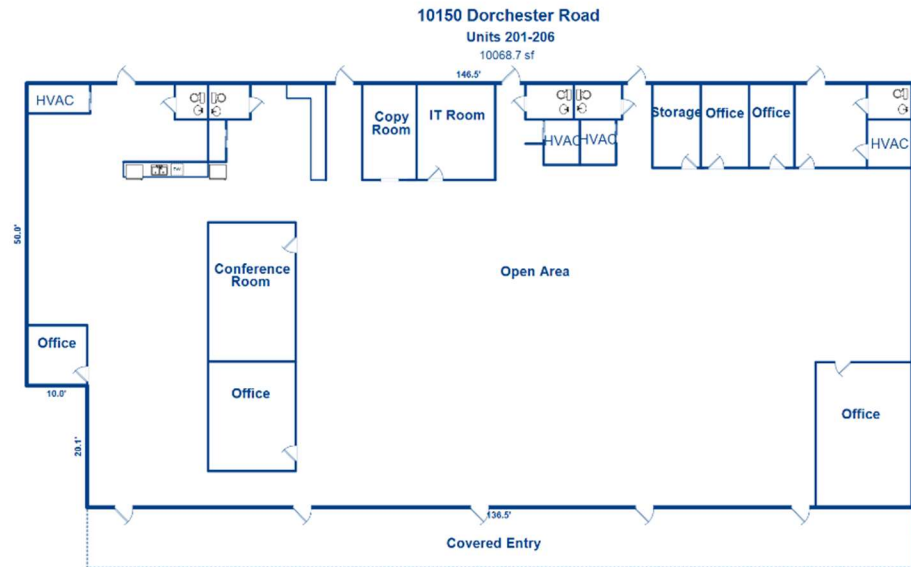 10150 Dorchester Road
Units 201-206
10068.7 sf
146.5'
HVAC
Copy
Room
IT Room
HVAC
HVAC
Storage
Office
Office
HVAC
50.0'
Conference
Room
Open Area
Office
10.0'
Office
Office
20.1'
136.5'
Covered Entry